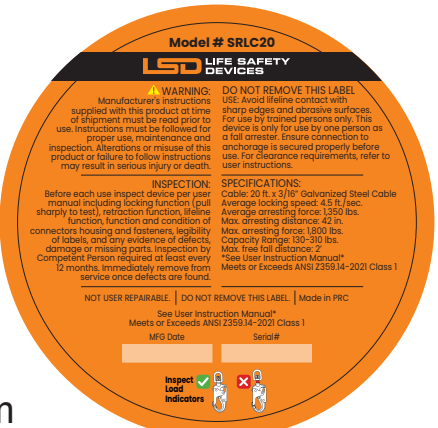 Model # SRLC20
LSD LIFE SAFETY
DEVICES
WARNING:
Manufacturer's instructions
supplied with this product at time
of shipment must be read prior to
use. Instructions must be followed for
proper use, maintenance and
inspection. Alterations or misuse of this
product or failure to follow instructions
may result in serious injury or death.
DO NOT REMOVE THIS LABEL
USE: Avoid lifeline contact with
sharp edges and abrasive surfaces.
For use by trained persons only. This
device is only for use by one person as
a fall arrester. Ensure connection to
anchorage is secured properly before
use. For clearance requirements, refer to
user instructions.
INSPECTION:
Before each use inspect device per user
manual including locking function (pull
sharply to test), retraction function, lifeline
function, function and condition of
connectors housing and fasteners, legibility
of labels, and any evidence of defects,
damage or missing parts. Inspection by
Competent Person required at least every
12 months. Immediately remove from
service once defects are found.
SPECIFICATIONS:
Cable: 20 ft. x 3/16" Galvanized Steel Cable
Average locking speed: 4.5 ft./sec.
Average arresting force: 1,350 lbs.
Max. arresting distance: 42 in.
Max. arresting force: 1,800 lbs.
Capacity Range: 130-310 lbs.
Max. free fall distance: 2'
*See User Instruction Manual*
Meets or Exceeds ANSI Z359.14-2021 Class 1
NOT USER REPAIRABLE. | DO NOT REMOVE THIS LABEL. | Made in PRC
See User Instruction Manual*
Meets or Exceeds ANSI Z359.14-2021 Class 1
MFG Date Serial#
Inspect
Load
Indicators